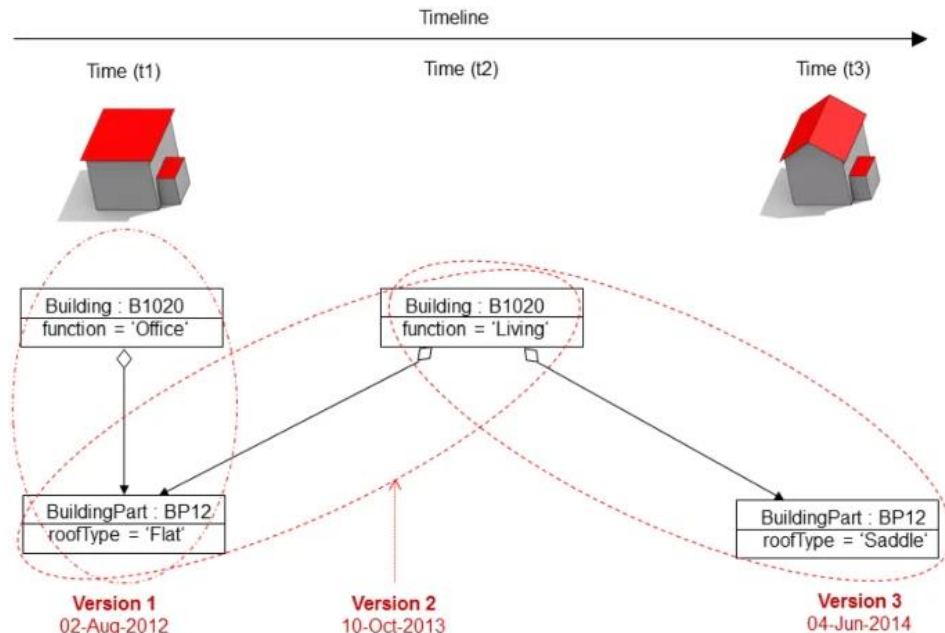 Timeline
Time (t1)
Time (t2)
Time (t3)
Building : B1020
function = 'Office'
Building : B1020
function = 'Living'
BuildingPart : BP12
roofType = 'Flat'
BuildingPart : BP12
roofType = 'Saddle'
Version 1
02-Aug-2012
Version 2
10-Oct-2013
Version 3
04-Jun-2014